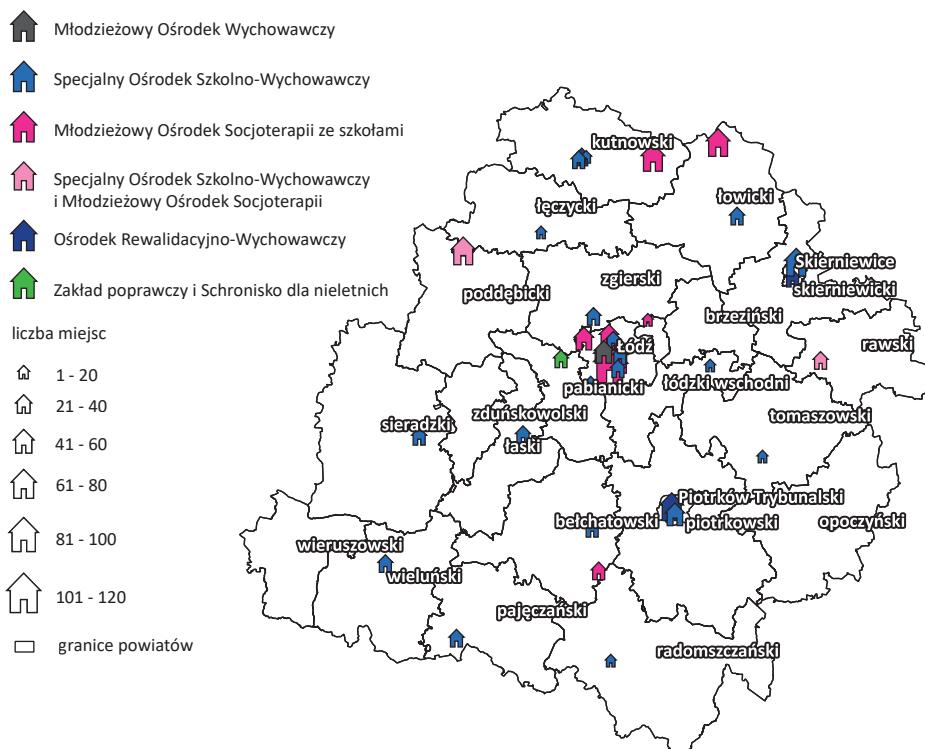 Młodzieżowy Ośrodek Wychowawczy
Specjalny Ośrodek Szkolno-Wychowawczy
Młodzieżowy Ośrodek Socjoterapii ze szkołami
Specjalny Ośrodek Szkolno-Wychowawczy
i Młodzieżowy Ośrodek Socjoterapii
Ośrodek Rewalidacyjno-Wychowawczy
Zakład poprawczy i Schronisko dla nieletnich
liczba miejsc
1 - 20
21 - 40
41 - 60
61 - 80
81 - 100
101 - 120
granice powiatów
kutnowski
łowicki
łęczycki
Skierniewice
zgierski
skierniewicki
poddębicki
brzeziński
Łódź
rawski
pabianicki
łódzki wschodni
zduńskowolski
tomaszowski
sieradzki
łaski
Piotrków Trybunalski
bełchatowski
piotrkowski
opoczyński
wieruszowski
wieluński
pajęczański
radomszczański